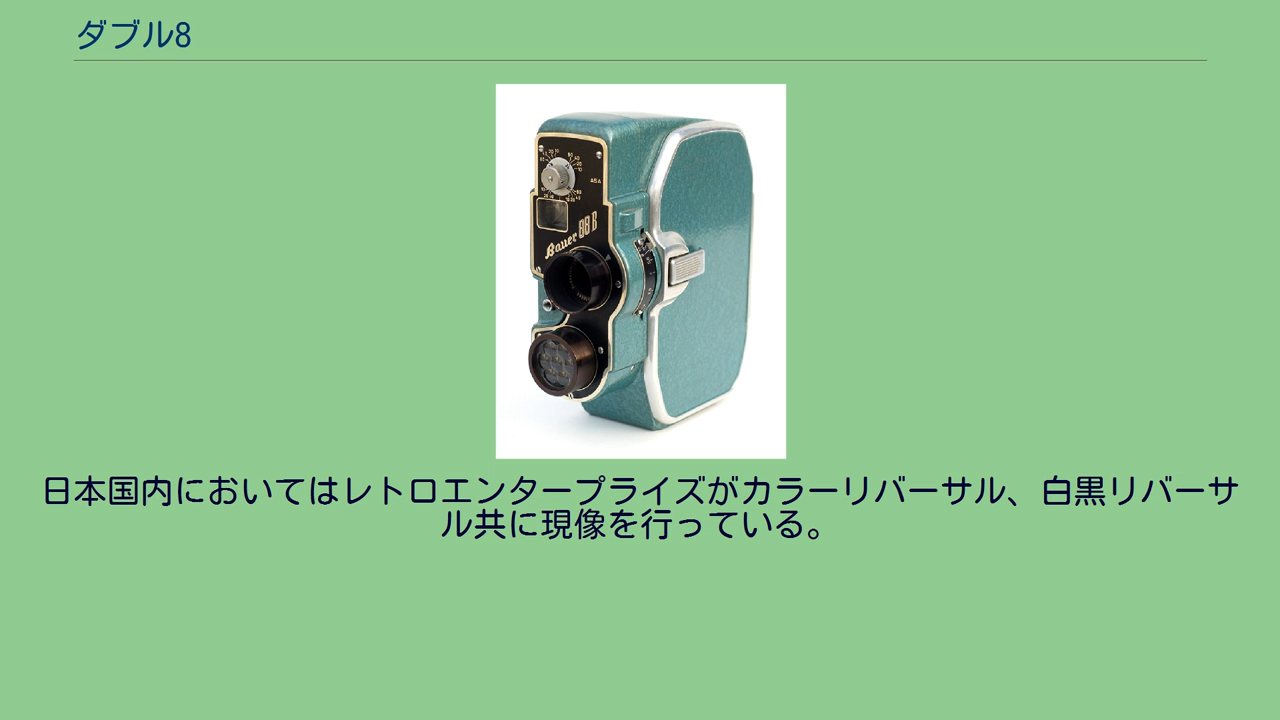 ダブル8
Bauer 88 B
日本国内においてはレトロエンタープライズがカラーリバーサル、白黒リバーサ
ル共に現像を行っている。